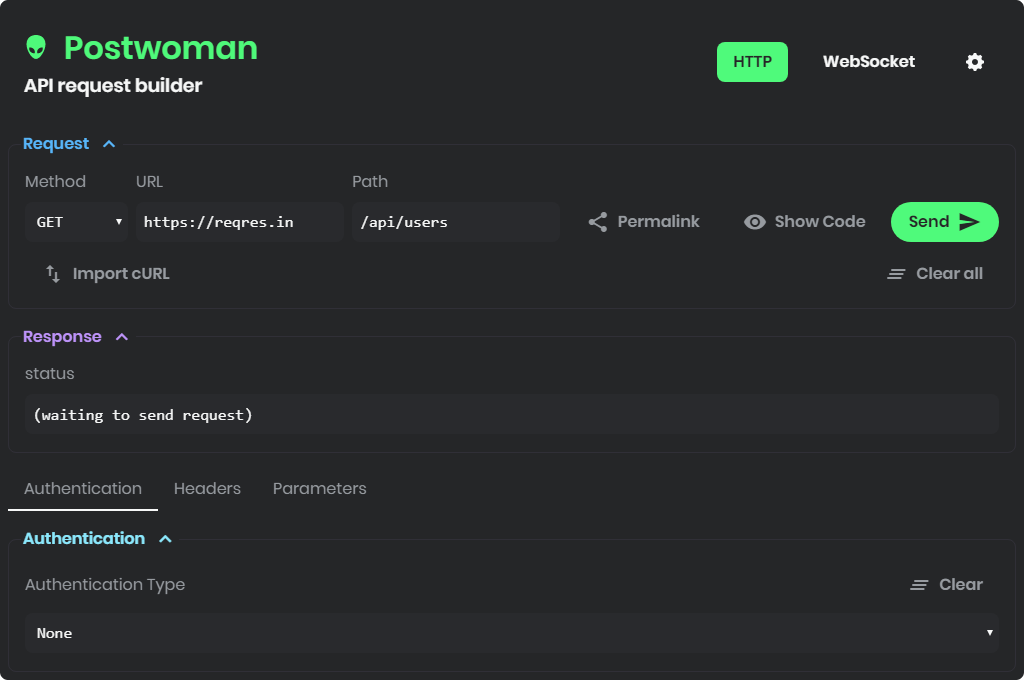 Postwoman
API request builder
HTTP WebSocket
Request
Method URL Path
GET https://reqres.in /api/users Permalink Show Code Send
Import cURL Clear all
Response
status
(waiting to send request)
Authentication Headers Parameters
Authentication
Authentication Type Clear
None